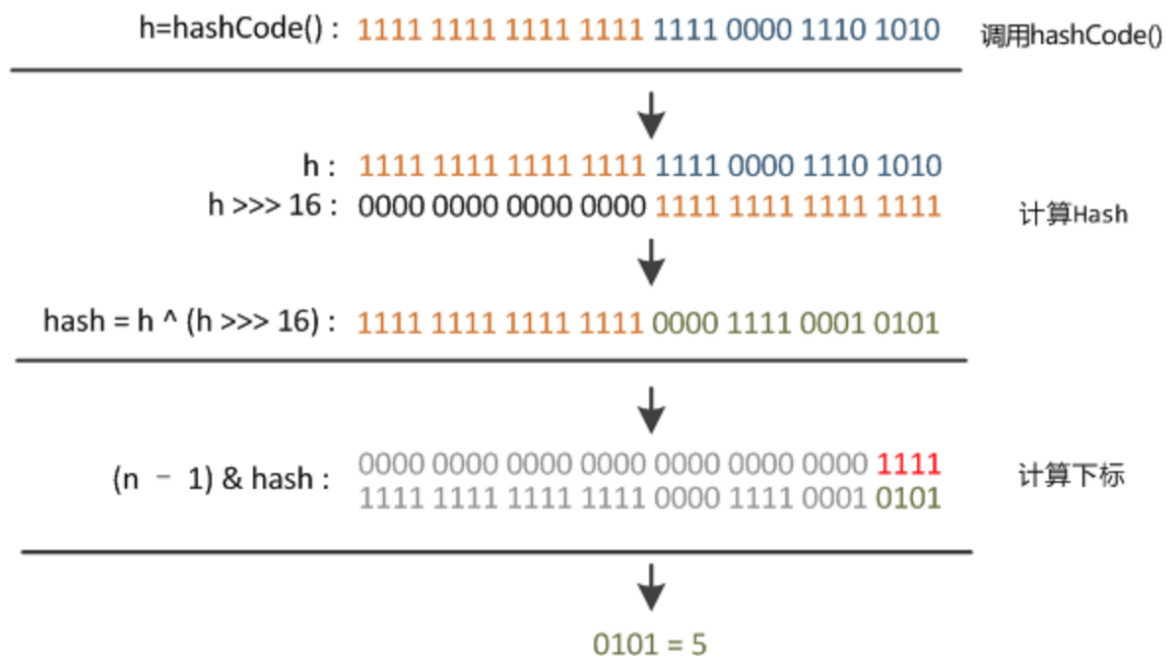 h=hashCode() : 1111 1111 1111 1111 1111 0000 1110 1010 调用hashCode()
h : 1111 1111 1111 1111 1111 0000 1110 1010
h >>> 16 : 0000 0000 0000 0000 1111 1111 1111 1111 计算Hash
hash = h ^ (h >>> 16) : 1111 1111 1111 1111 0000 1111 0001 0101
0000 0000 0000 0000 0000 0000 0000 1111
(n － 1) & hash : 计算下标
1111 1111 1111 1111 0000 1111 0001 0101
0101 = 5